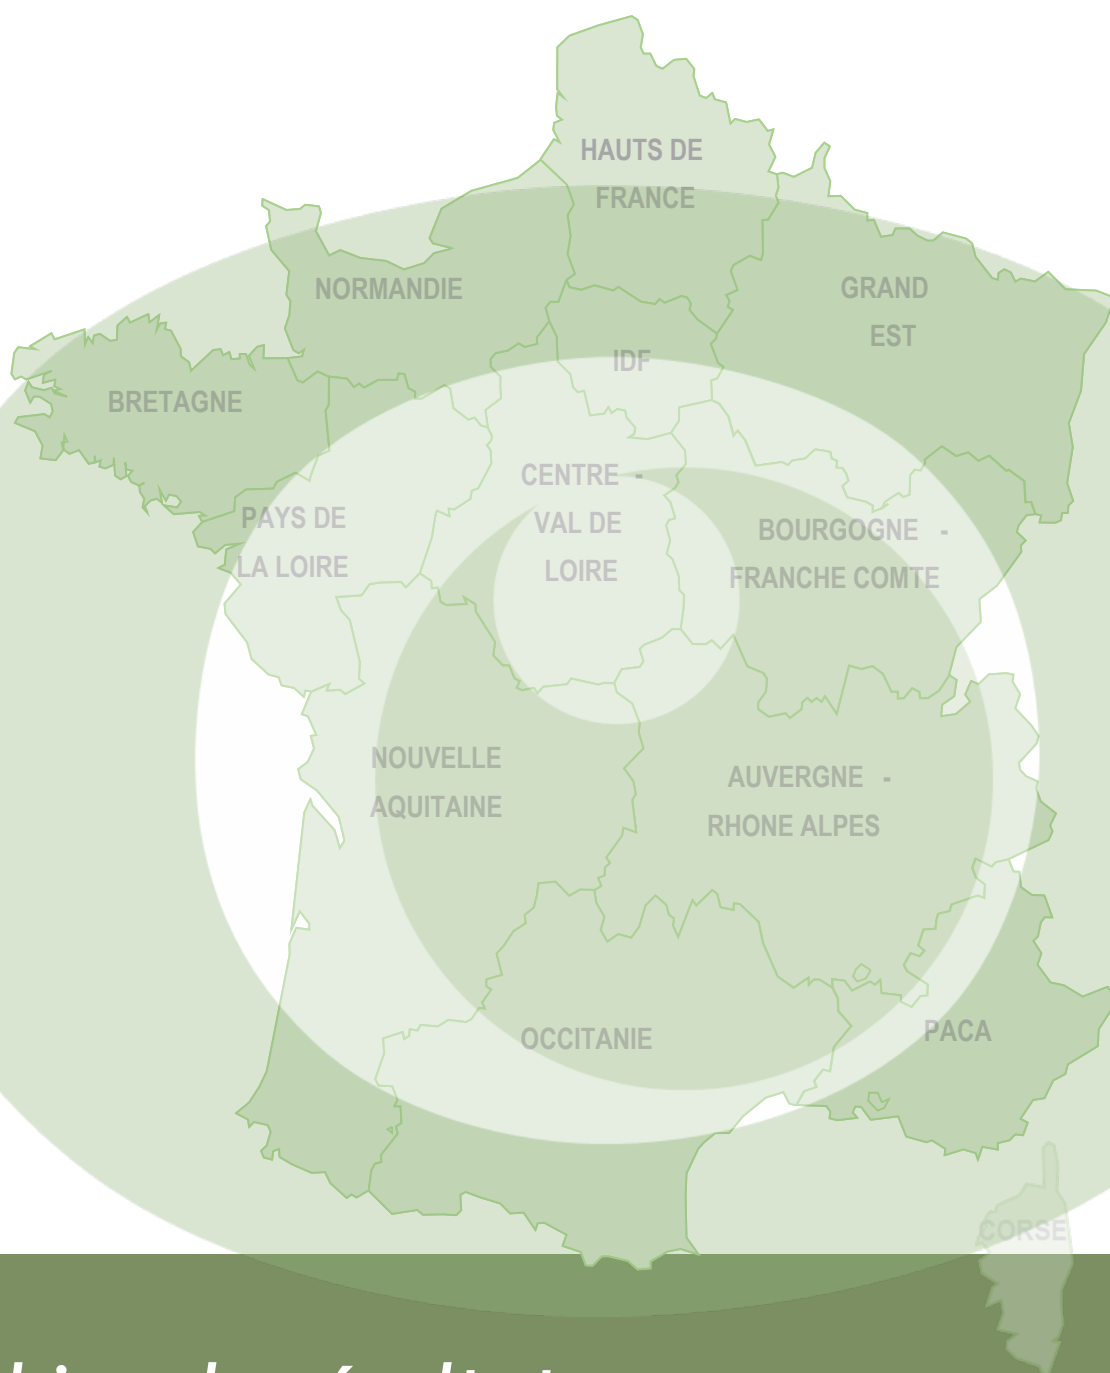 HAUTS DE
FRANCE
NORMANDIE
GRAND
EST
IDF
BRETAGNE
CENTRE -
VAL DE
LOIRE
PAYS DE
LA LOIRE
BOURGOGNE -
FRANCHE COMTE
NOUVELLE
AQUITAINE
AUVERGNE -
RHONE ALPES
OCCITANIE
PACA
CORSE